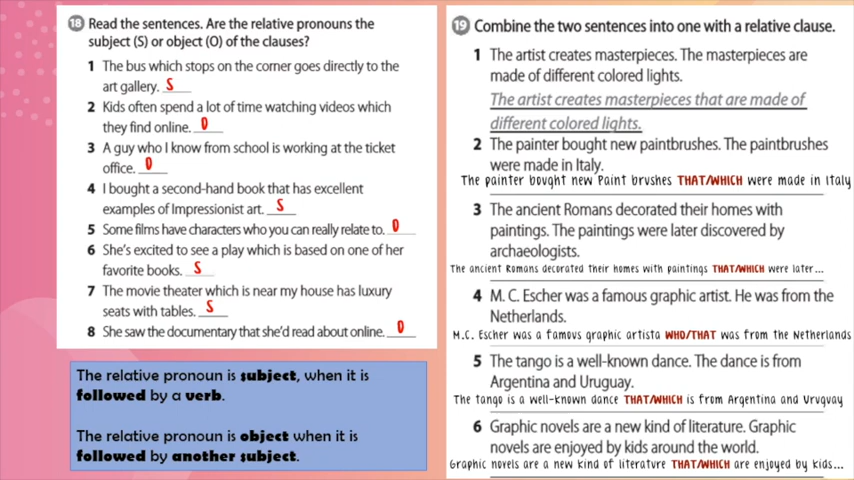 18 Read the sentences. Are the relative pronouns the
subject (S) or object (O) of the clauses?
1 The bus which stops on the corner goes directly to the
art gallery. S
2 Kids often spend a lot of time watching videos which
they find online. O
3 A guy who I know from school is working at the ticket
office. O
4 I bought a second-hand book that has excellent
examples of Impressionist art. S
5 Some films have characters who you can really relate to. O
6 She's excited to see a play which is based on one of her
favorite books. S
7 The movie theater which is near my house has luxury
seats with tables. S
8 She saw the documentary that she'd read about online. O
The relative pronoun is subject, when it is
followed by a verb.
The relative pronoun is object when it is
followed by another subject.
19 Combine the two sentences into one with a relative clause.
1 The artist creates masterpieces. The masterpieces are
made of different colored lights.
The artist creates masterpieces that are made of
different colored lights.
2 The painter bought new paintbrushes. The paintbrushes
were made in Italy.
The painter bought new Paint brushes THAT/WHICH were made in Italy
3 The ancient Romans decorated their homes with
paintings. The paintings were later discovered by
archaeologists.
The ancient Romans decorated their homes with paintings THAT/WHICH were later...
4 M. C. Escher was a famous graphic artist. He was from the
Netherlands.
M.C. Escher was a famous graphic artista WHO/THAT was from the Netherlands
5 The tango is a well-known dance. The dance is from
Argentina and Uruguay.
The tango is a well-known dance THAT/WHICH is from Argentina and Uruguay
6 Graphic novels are a new kind of literature. Graphic
novels are enjoyed by kids around the world.
Graphic novels are a new kind of literature THAT/WHICH are enjoyed by kids...